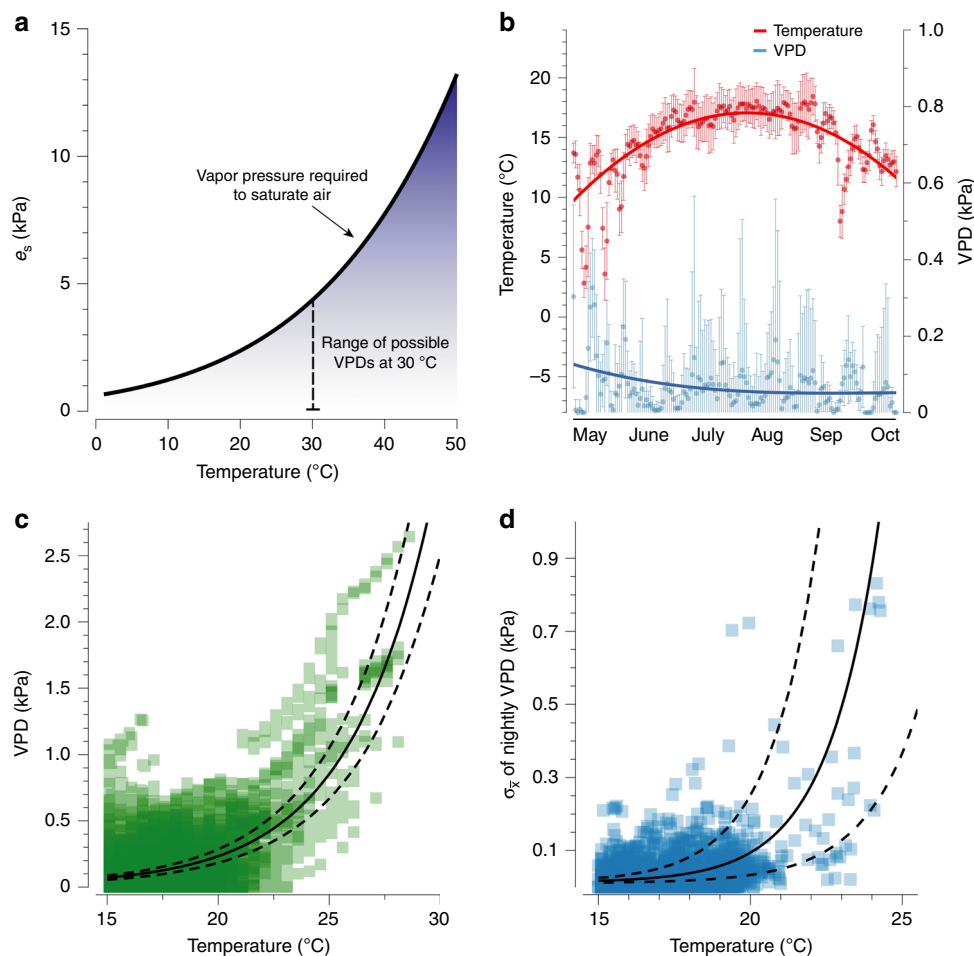 a
15
10
5
0
e_s (kPa)
Vapor pressure required
to saturate air
Range of possible
VPDs at 30 °C
0 10 20 30 40 50
Temperature (°C)
b
Temperature
VPD
20
15
10
5
0
−5
Temperature (°C)
1.0
0.8
0.6
0.4
0.2
0
VPD (kPa)
May June July Aug Sep Oct
c
2.5
2.0
1.5
1.0
0.5
0
VPD (kPa)
15 20 25 30
Temperature (°C)
d
0.9
0.7
0.5
0.3
0.1
σ_x̅ of nightly VPD (kPa)
15 20 25
Temperature (°C)